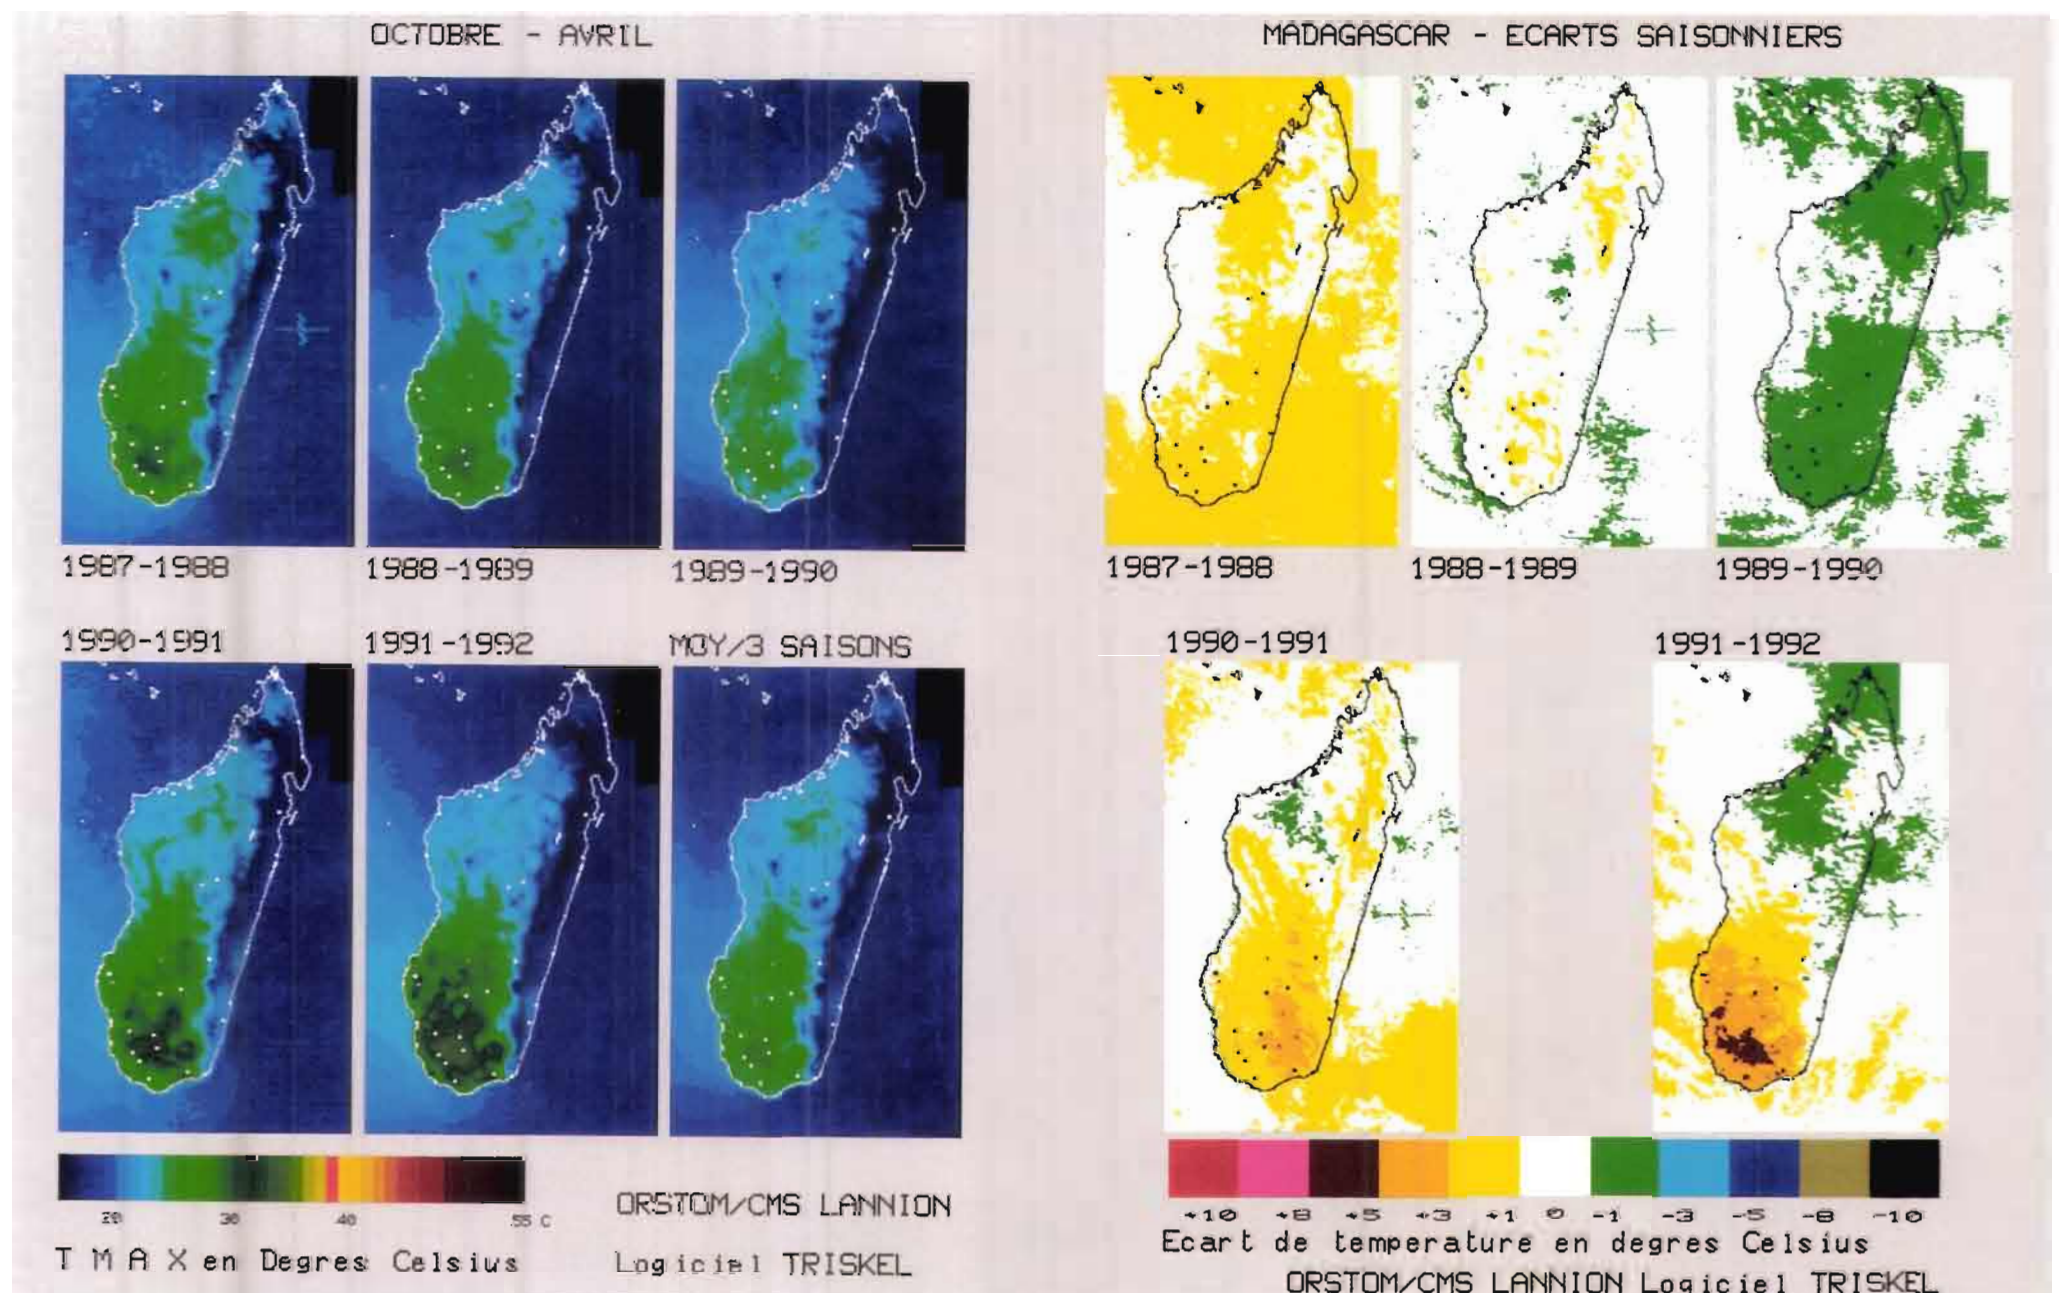 OCTOBRE - AVRIL
1987-1988
1988-1989
1989-1990
1990-1991
1991-1992
MOY/3 SAISONS
20 30 40 55 C
T M A X en Degres Celsius
ORSTOM/CMS LANNION
Logiciel TRISKEL
MADAGASCAR - ECARTS SAISONNIERS
1987-1988
1988-1989
1989-1990
1990-1991
1991-1992
+10 +8 +5 +3 +1 0 -1 -3 -5 -8 -10
Ecart de temperature en degres Celsius
ORSTOM/CMS LANNION Logiciel TRISKEL